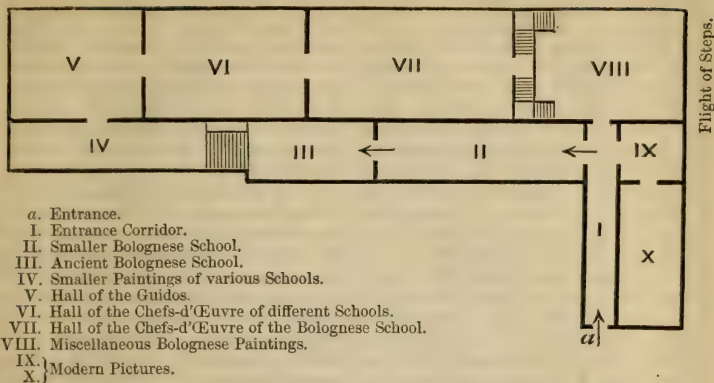 V
VI
VII
VIII
Flight of Steps.
IV
III
II
IX
I
X
a
a. Entrance.
I. Entrance Corridor.
II. Smaller Bolognese School.
III. Ancient Bolognese School.
IV. Smaller Paintings of various Schools.
V. Hall of the Guidos.
VI. Hall of the Chefs-d'Œuvre of different Schools.
VII. Hall of the Chefs-d'Œuvre of the Bolognese School.
VIII. Miscellaneous Bolognese Paintings.
IX.
X. } Modern Pictures.